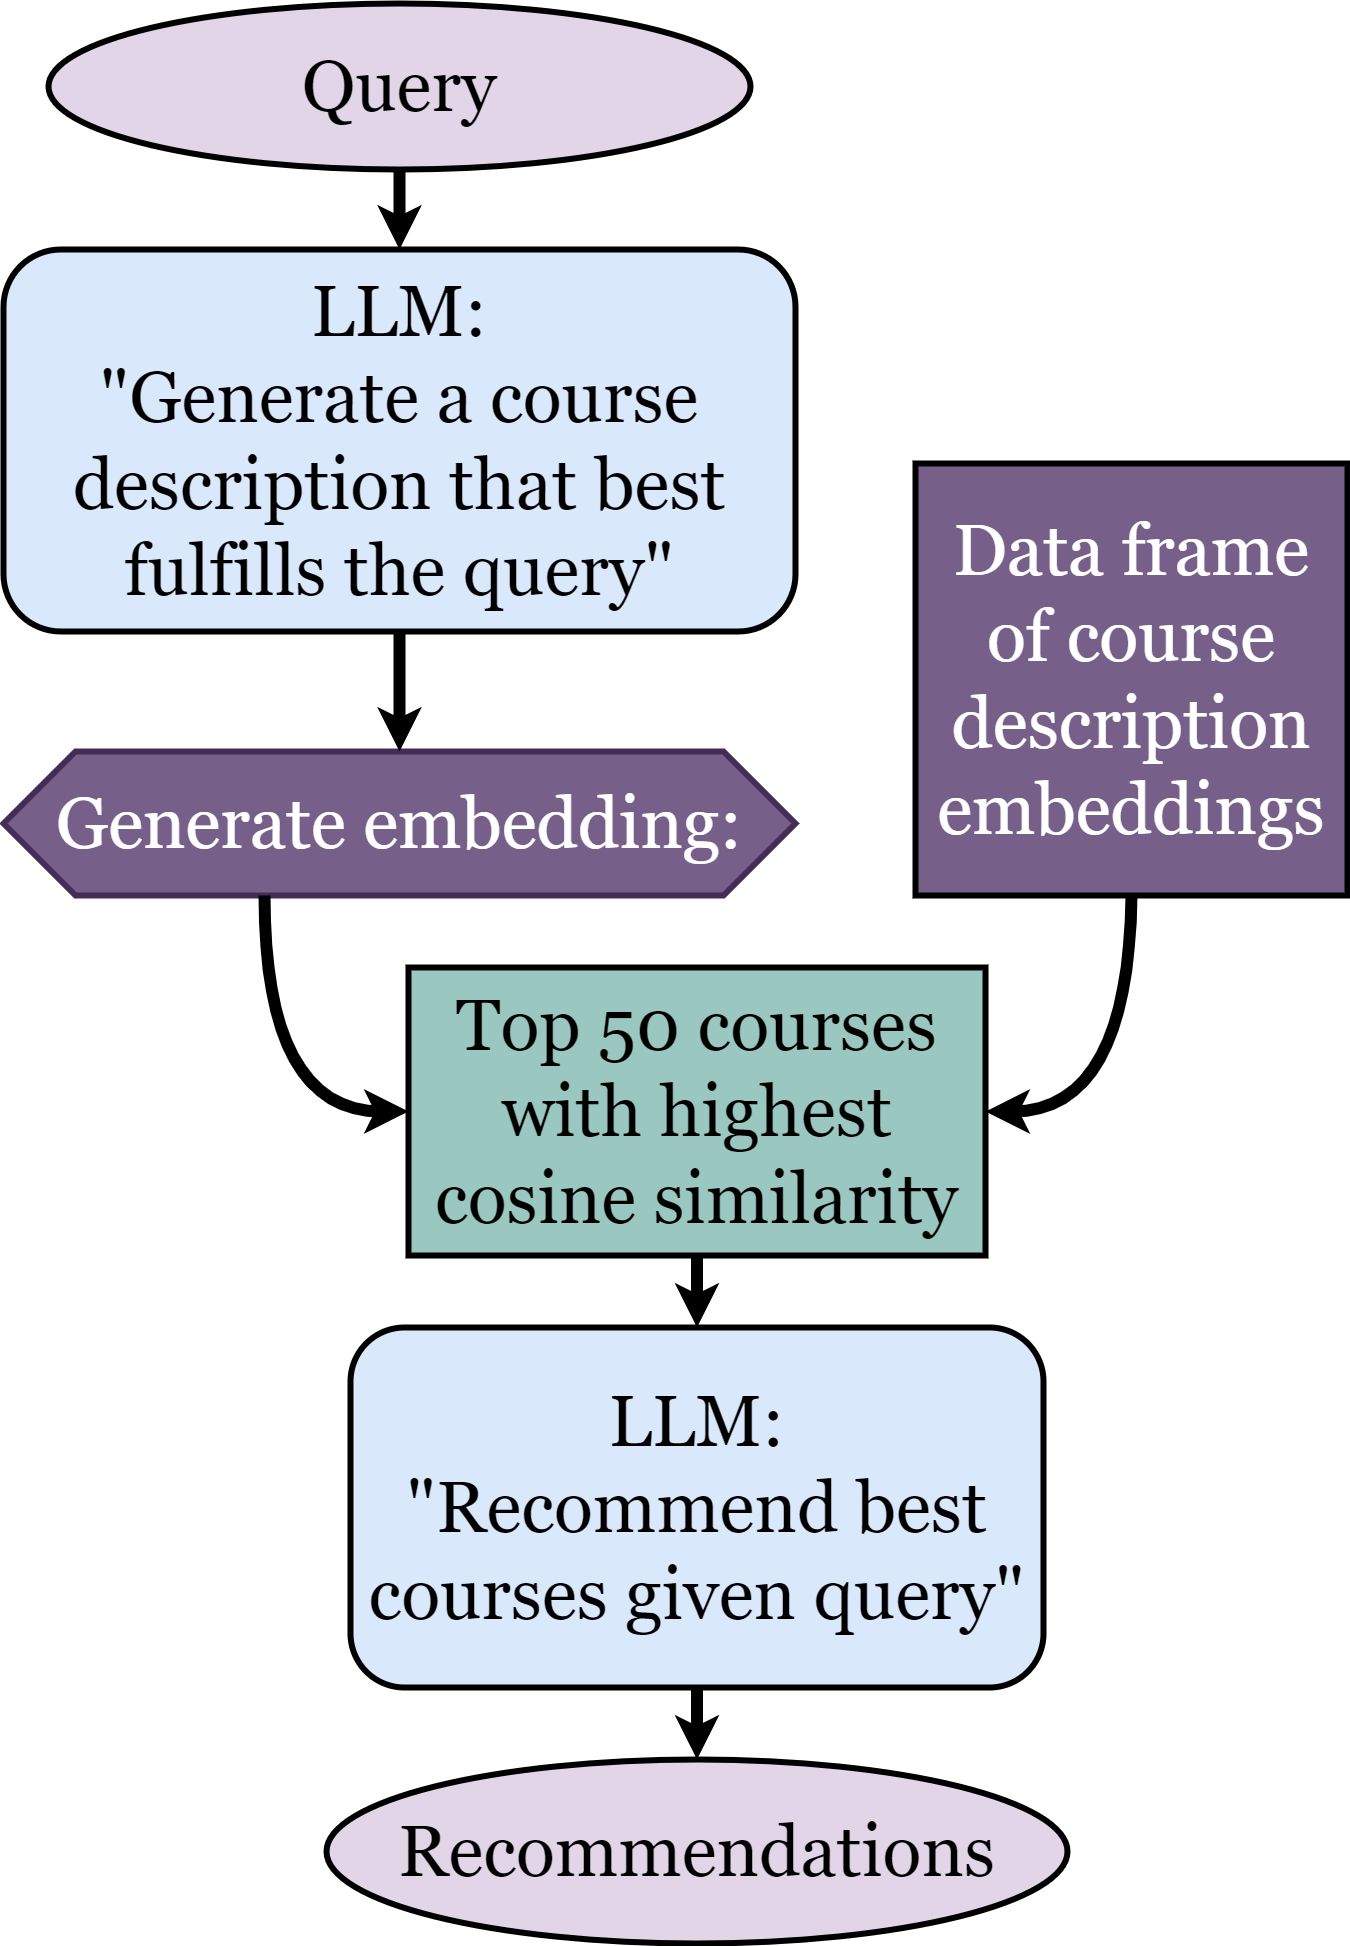 Query
LLM:
"Generate a course
description that best
fulfills the query"
Generate embedding:
Data frame
of course
description
embeddings
Top 50 courses
with highest
cosine similarity
LLM:
"Recommend best
courses given query"
Recommendations